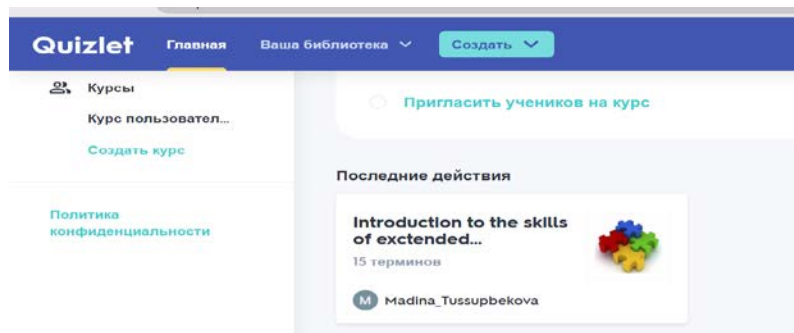 Quizlet Главная Ваша библиотека Создать
Курсы
Курс пользовател...
Создать курс
Политика
конфиденциальности
Пригласить учеников на курс
Последние действия
Introduction to the skills
of exctended...
15 терминов
M Madina_Tussupbekova